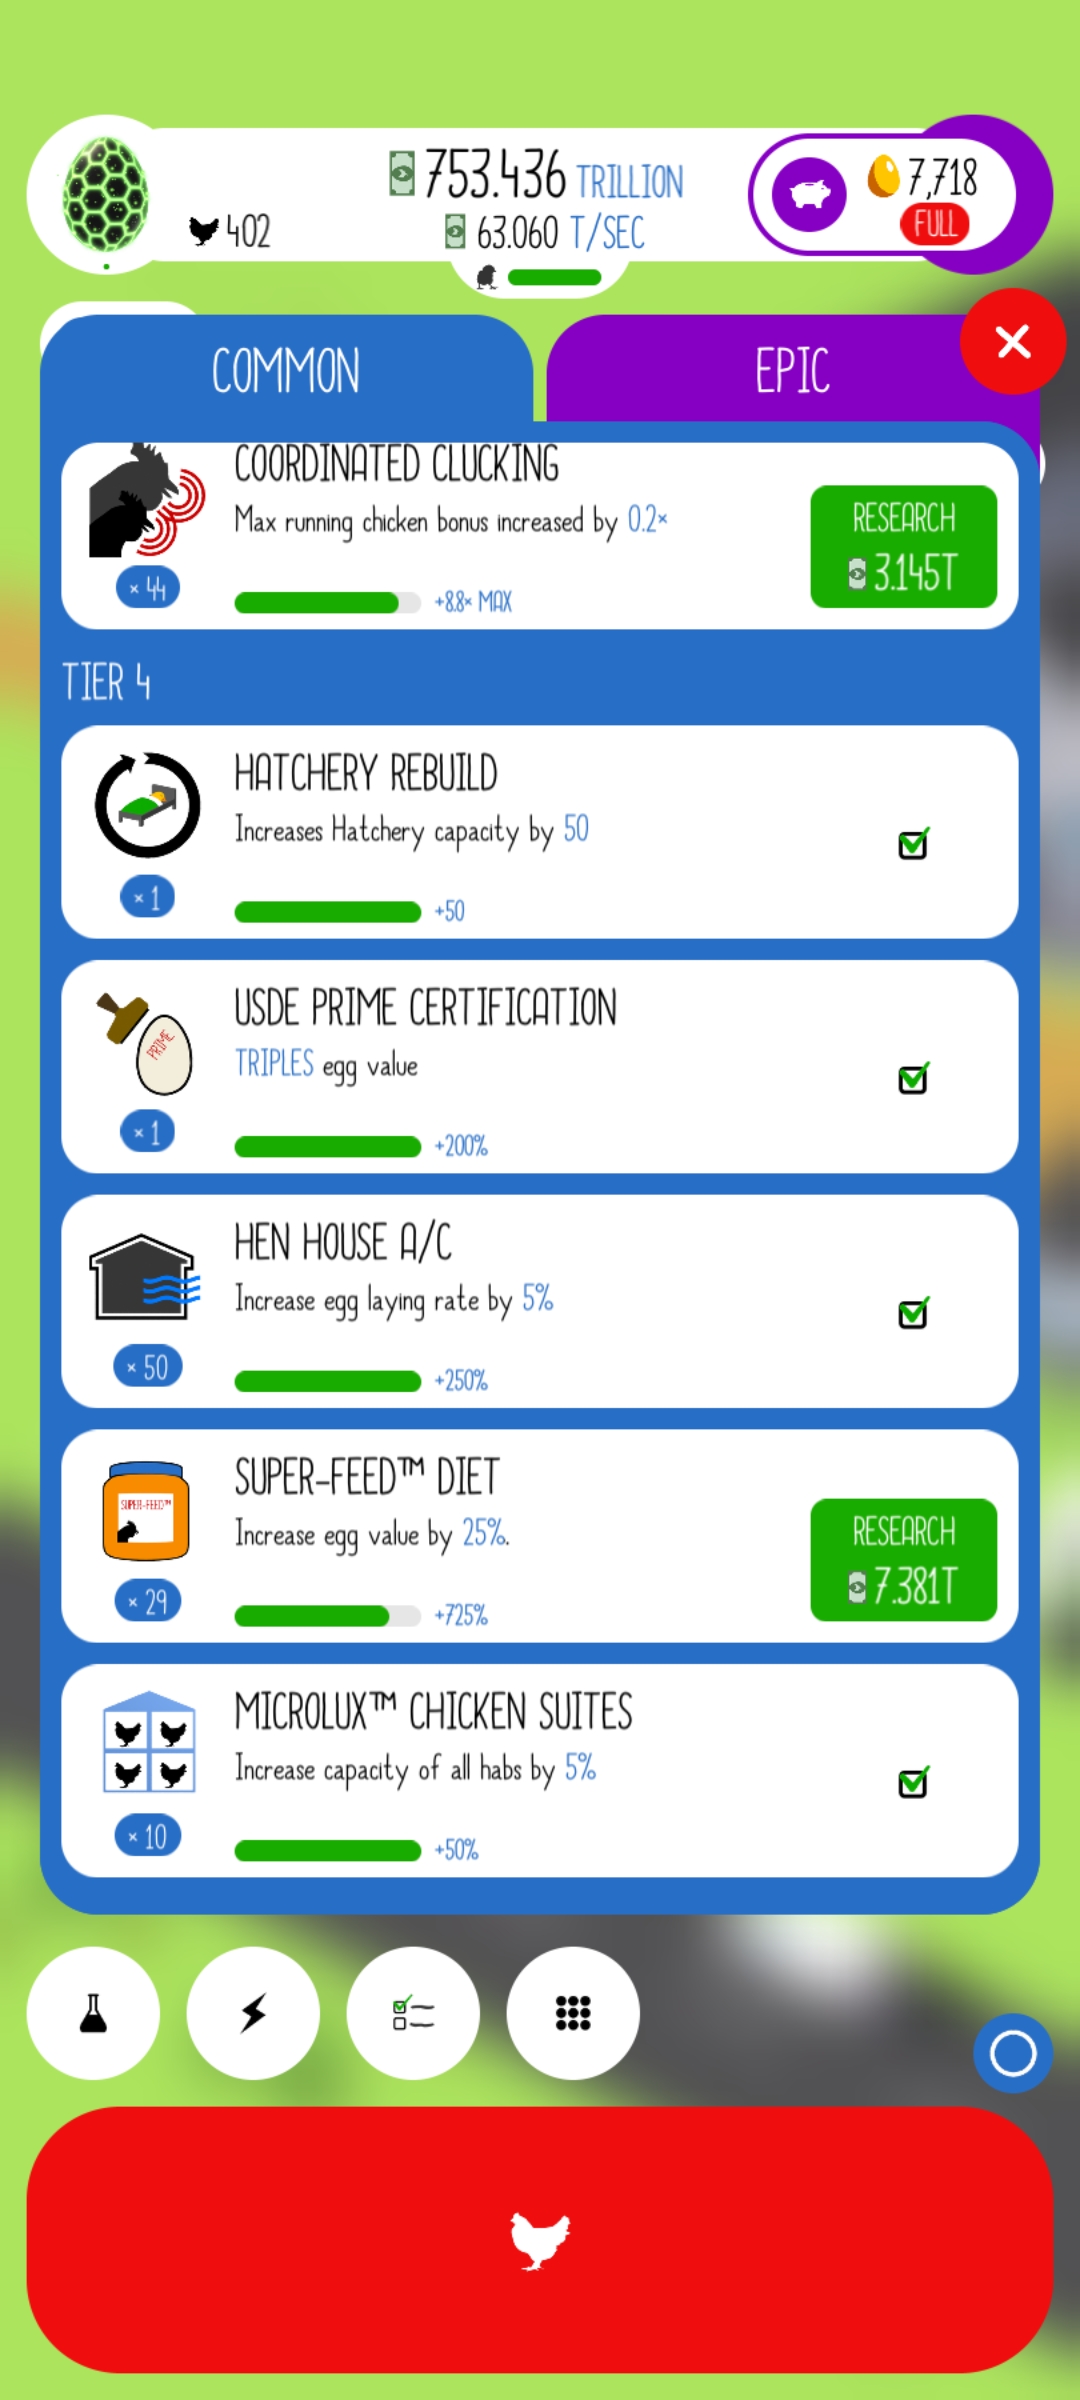 753.436 TRILLION
7,718
402
63.060 T/SEC
FULL
COMMON
EPIC
COORDINATED CLUCKING
Max running chicken bonus increased by 0.2×
RESEARCH
3.145T
× 44
+8.8× MAX
TIER 4
HATCHERY REBUILD
Increases Hatchery capacity by 50
× 1
+50
USDE PRIME CERTIFICATION
PRIME
TRIPLES egg value
× 1
+200%
HEN HOUSE A/C
Increase egg laying rate by 5%
× 50
+250%
SUPER-FEED™ DIET
SUPER-FEED™
Increase egg value by 25%.
RESEARCH
7.381T
× 29
+725%
MICROLUX™ CHICKEN SUITES
Increase capacity of all habs by 5%
× 10
+50%